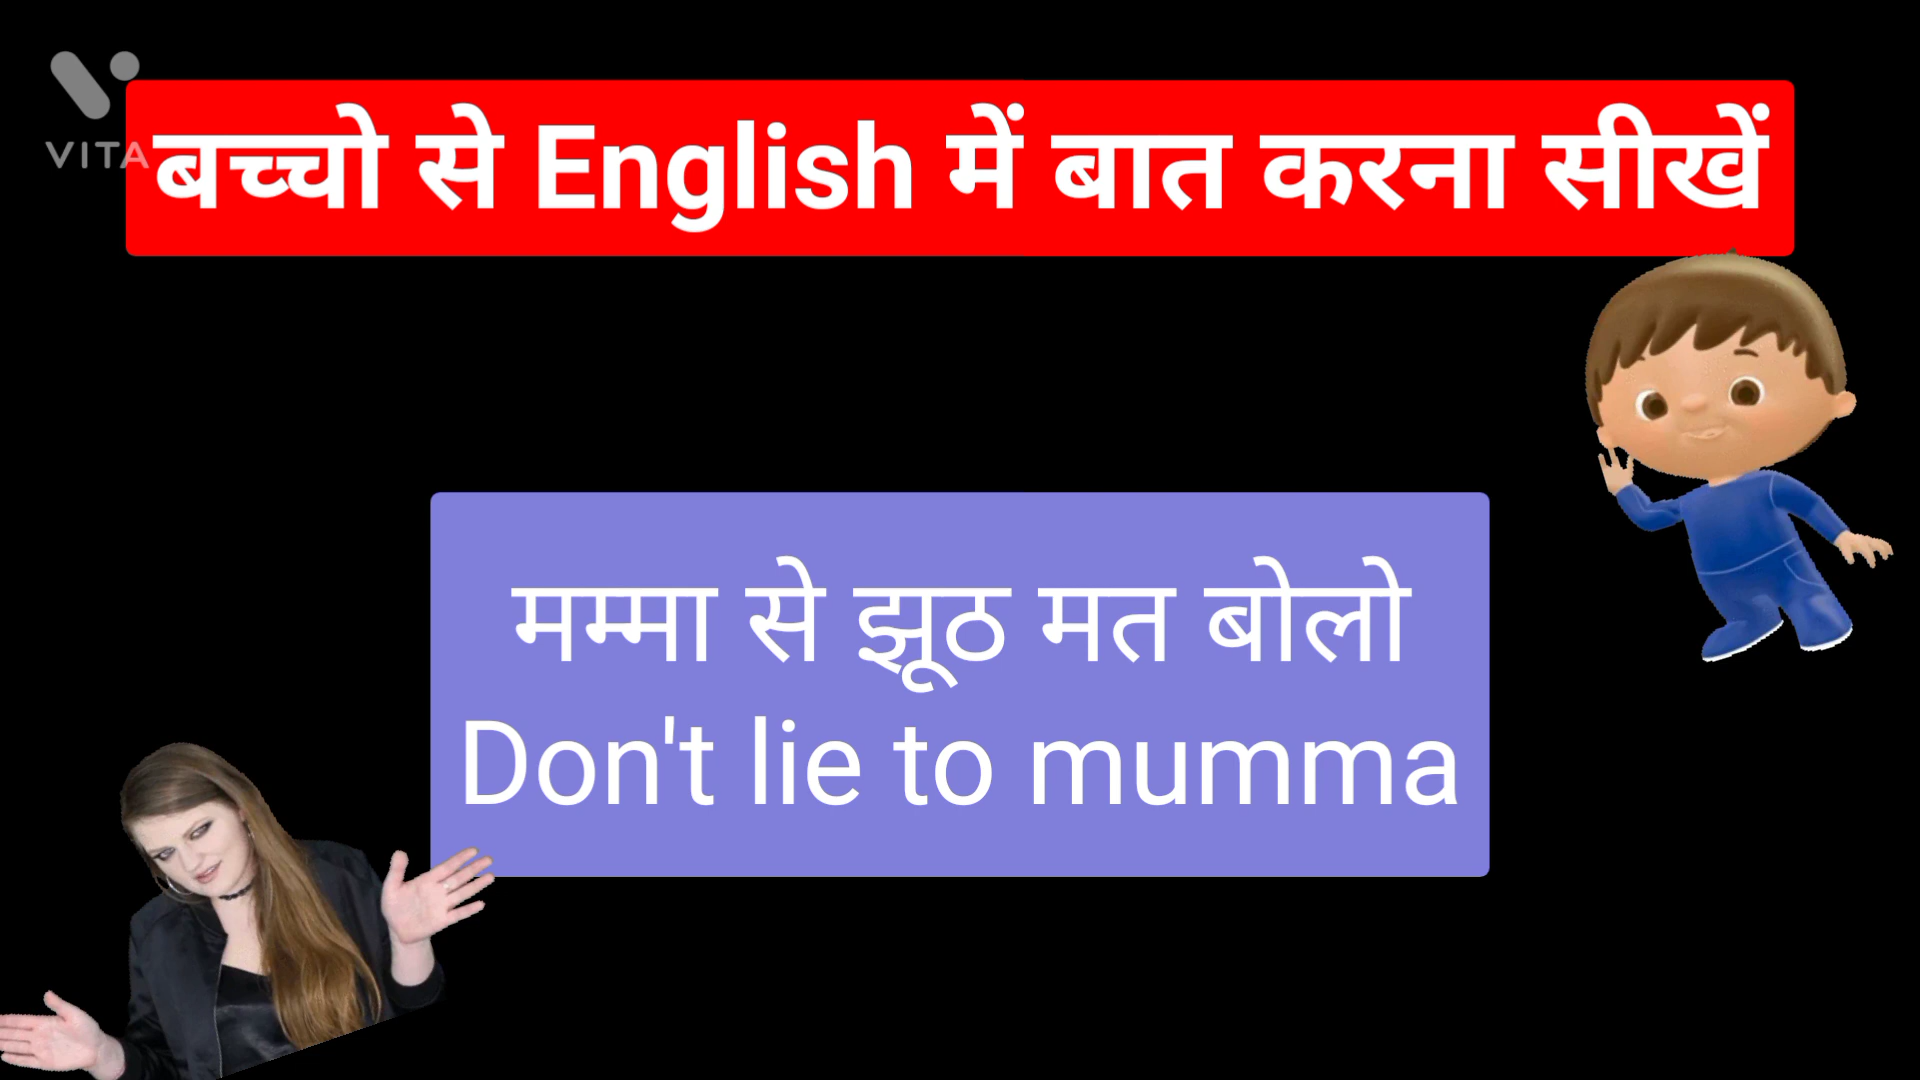 VITA
बच्चो से English में बात करना सीखें
मम्मा से झूठ मत बोलो
Don't lie to mumma